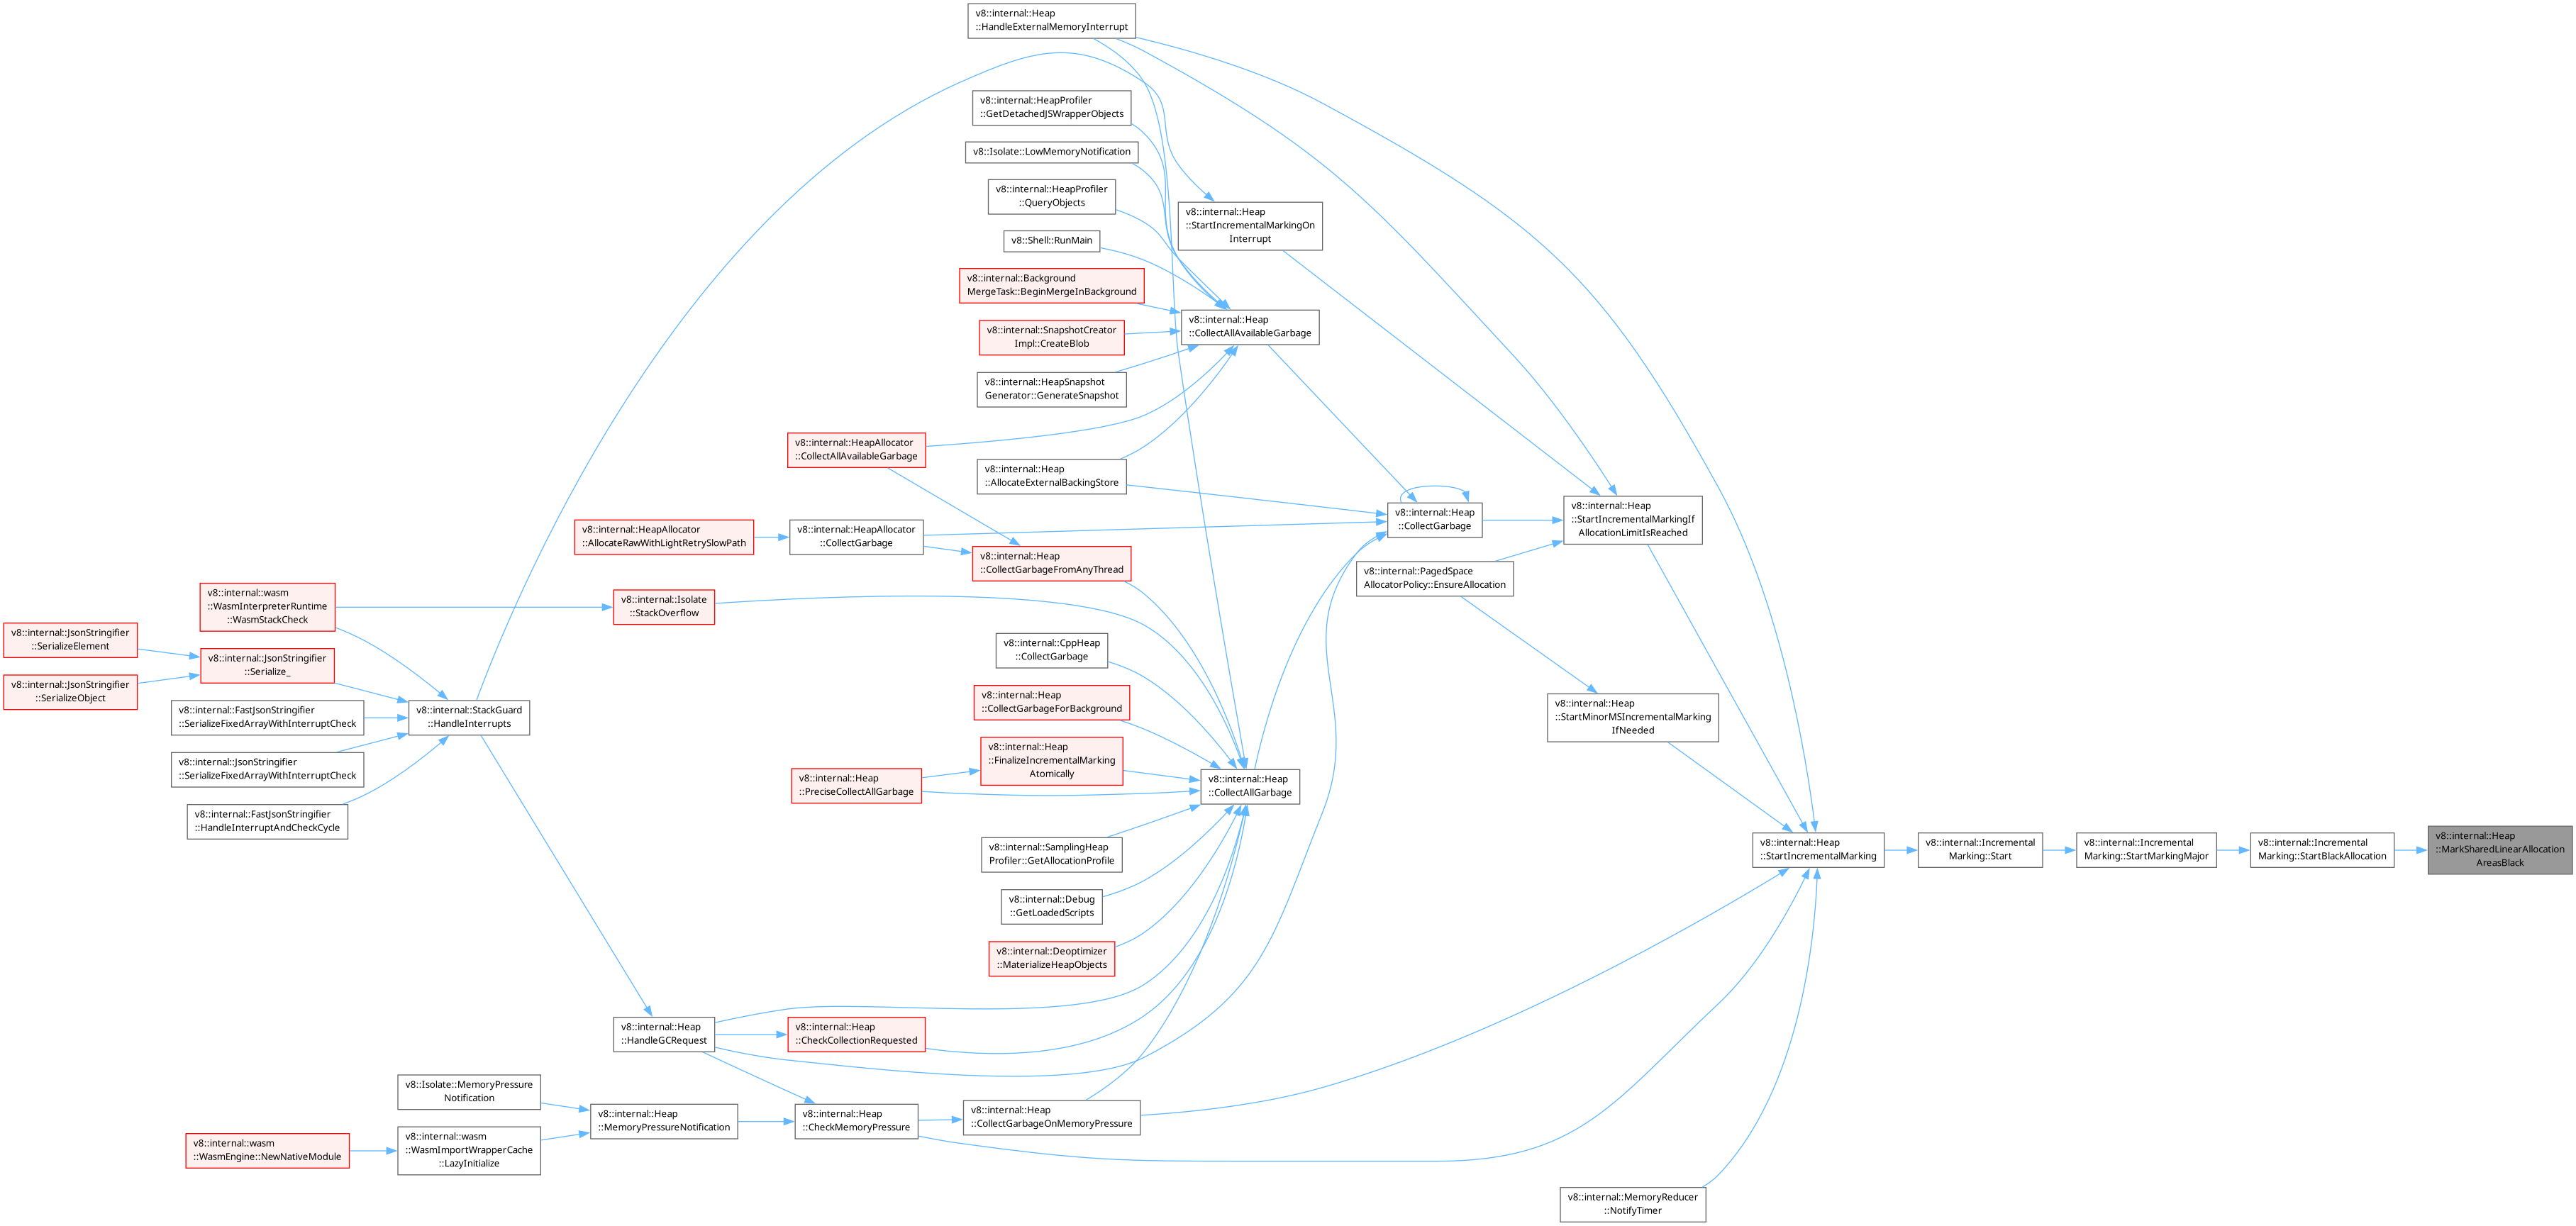 v8::internal::Heap
::HandleExternalMemoryInterrupt
v8::internal::HeapProfiler
::GetDetachedJSWrapperObjects
v8::Isolate::LowMemoryNotification
v8::internal::HeapProfiler
::QueryObjects
v8::internal::Heap
::StartIncrementalMarkingOn
Interrupt
v8::Shell::RunMain
v8::internal::Background
MergeTask::BeginMergeInBackground
v8::internal::Heap
::CollectAllAvailableGarbage
v8::internal::SnapshotCreator
Impl::CreateBlob
v8::internal::HeapSnapshot
Generator::GenerateSnapshot
v8::internal::HeapAllocator
::CollectAllAvailableGarbage
v8::internal::Heap
::AllocateExternalBackingStore
v8::internal::Heap
::CollectGarbage
v8::internal::Heap
::StartIncrementalMarkingIf
AllocationLimitIsReached
v8::internal::HeapAllocator
::AllocateRawWithLightRetrySlowPath
v8::internal::HeapAllocator
::CollectGarbage
v8::internal::Heap
::CollectGarbageFromAnyThread
v8::internal::PagedSpace
AllocatorPolicy::EnsureAllocation
v8::internal::wasm
::WasmInterpreterRuntime
::WasmStackCheck
v8::internal::Isolate
::StackOverflow
v8::internal::JsonStringifier
::SerializeElement
v8::internal::JsonStringifier
::Serialize_
v8::internal::CppHeap
::CollectGarbage
v8::internal::JsonStringifier
::SerializeObject
v8::internal::FastJsonStringifier
::SerializeFixedArrayWithInterruptCheck
v8::internal::StackGuard
::HandleInterrupts
v8::internal::Heap
::CollectGarbageForBackground
v8::internal::Heap
::StartMinorMSIncrementalMarking
IfNeeded
v8::internal::JsonStringifier
::SerializeFixedArrayWithInterruptCheck
v8::internal::Heap
::FinalizeIncrementalMarking
Atomically
v8::internal::Heap
::PreciseCollectAllGarbage
v8::internal::Heap
::CollectAllGarbage
v8::internal::FastJsonStringifier
::HandleInterruptAndCheckCycle
v8::internal::SamplingHeap
Profiler::GetAllocationProfile
v8::internal::Heap
::StartIncrementalMarking
v8::internal::Incremental
Marking::Start
v8::internal::Incremental
Marking::StartMarkingMajor
v8::internal::Incremental
Marking::StartBlackAllocation
v8::internal::Heap
::MarkSharedLinearAllocation
AreasBlack
v8::internal::Debug
::GetLoadedScripts
v8::internal::Deoptimizer
::MaterializeHeapObjects
v8::internal::Heap
::HandleGCRequest
v8::internal::Heap
::CheckCollectionRequested
v8::Isolate::MemoryPressure
Notification
v8::internal::Heap
::MemoryPressureNotification
v8::internal::Heap
::CheckMemoryPressure
v8::internal::Heap
::CollectGarbageOnMemoryPressure
v8::internal::wasm
::WasmEngine::NewNativeModule
v8::internal::wasm
::WasmImportWrapperCache
::LazyInitialize
v8::internal::MemoryReducer
::NotifyTimer